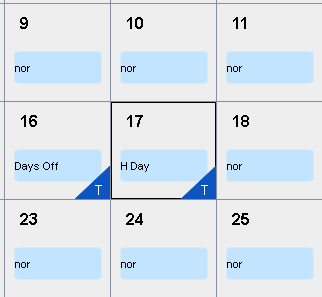 9 10 11
nor nor nor
16 17 18
Days Off H Day nor
T T
23 24 25
nor nor nor